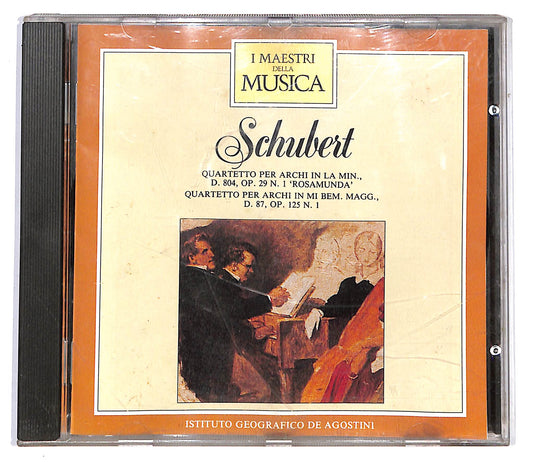 I MAESTRI
DELLA
MUSICA
Schubert
QUARTETTO PER ARCHI IN LA MIN.,
D. 804, OP. 29 N. 1 'ROSAMUNDA'
QUARTETTO PER ARCHI IN MI BEM. MAGG.,
D. 87, OP. 125 N. 1
ISTITUTO GEOGRAFICO DE AGOSTINI